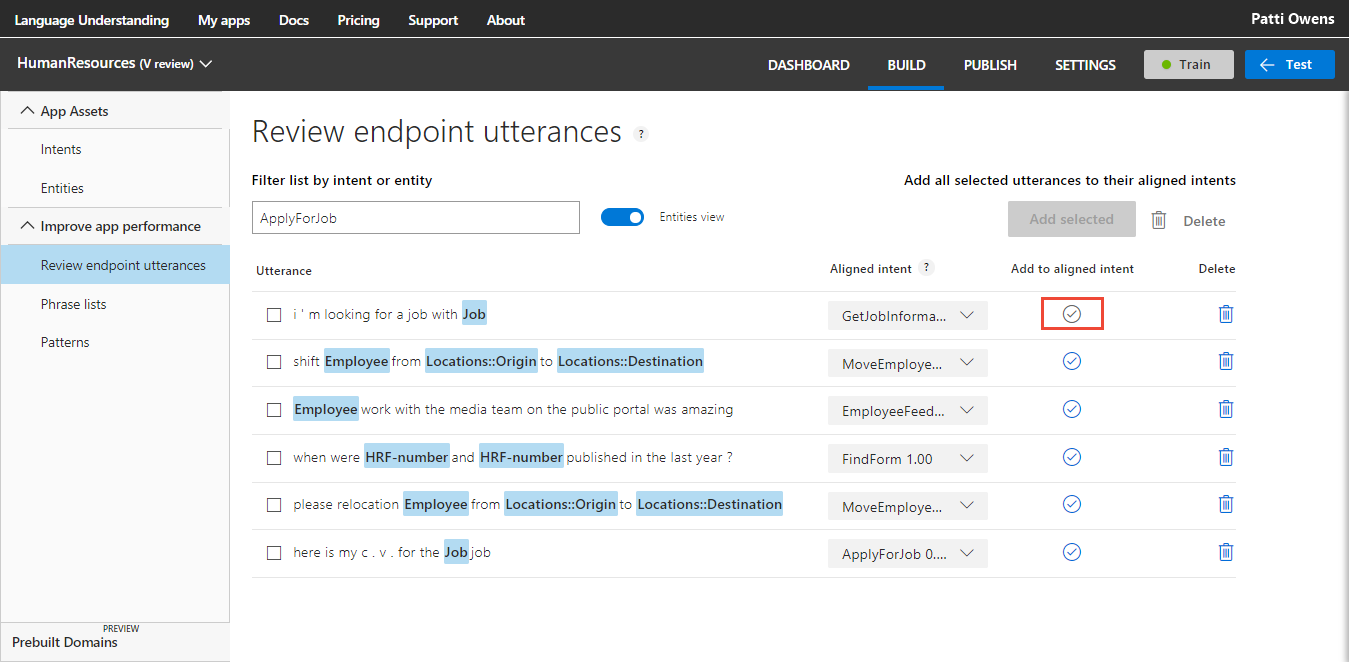 Language Understanding My apps Docs Pricing Support About Patti Owens
HumanResources (V review) DASHBOARD BUILD PUBLISH SETTINGS Train Test
App Assets
Intents
Entities
Improve app performance
Review endpoint utterances
Phrase lists
Patterns
PREVIEW
Prebuilt Domains
Review endpoint utterances ?
Filter list by intent or entity Add all selected utterances to their aligned intents
ApplyForJob Entities view Add selected Delete
Utterance Aligned intent ? Add to aligned intent Delete
i ' m looking for a job with Job GetJobInforma...
shift Employee from Locations::Origin to Locations::Destination MoveEmploye...
Employee work with the media team on the public portal was amazing EmployeeFeed...
when were HRF-number and HRF-number published in the last year ? FindForm 1.00
please relocation Employee from Locations::Origin to Locations::Destination MoveEmploye...
here is my c . v . for the Job job ApplyForJob 0....